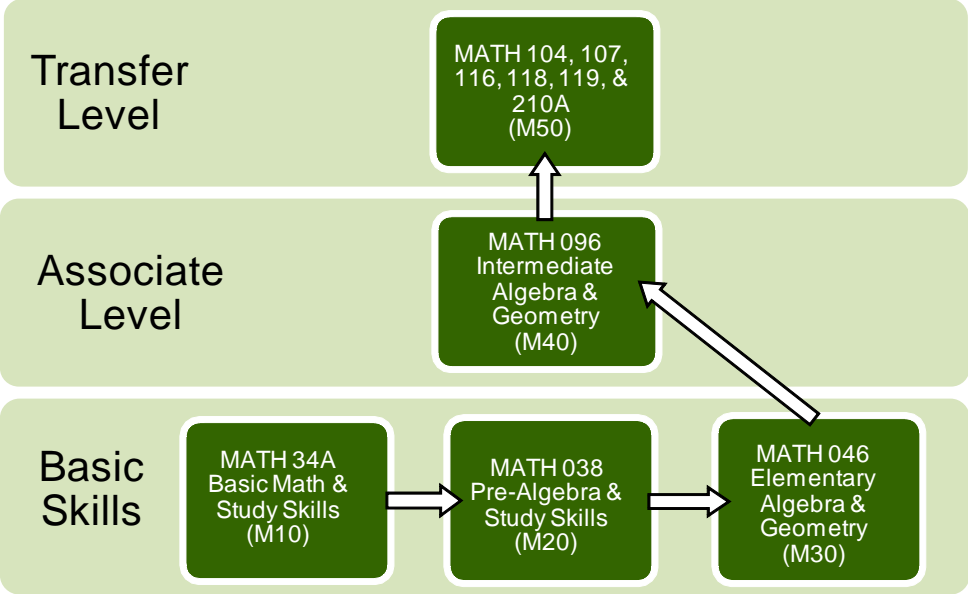 Transfer
Level
MATH 104, 107,
116, 118, 119, &
210A
(M50)
Associate
Level
MATH 096
Intermediate
Algebra &
Geometry
(M40)
Basic
Skills
MATH 34A
Basic Math &
Study Skills
(M10)
MATH 038
Pre-Algebra &
Study Skills
(M20)
MATH 046
Elementary
Algebra &
Geometry
(M30)